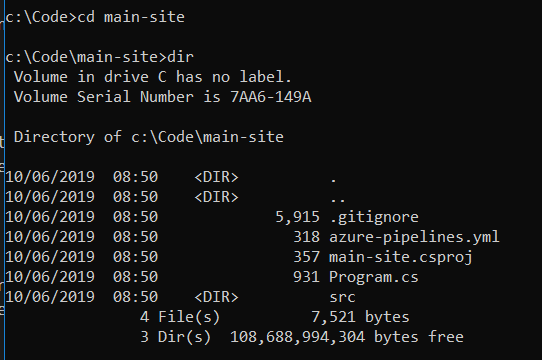 c:\Code>cd main-site
c:\Code\main-site>dir
Volume in drive C has no label.
Volume Serial Number is 7AA6-149A
Directory of c:\Code\main-site
10/06/2019 08:50 <DIR> .
10/06/2019 08:50 <DIR> ..
10/06/2019 08:50 5,915 .gitignore
10/06/2019 08:50 318 azure-pipelines.yml
10/06/2019 08:50 357 main-site.csproj
10/06/2019 08:50 931 Program.cs
10/06/2019 08:50 <DIR> src
4 File(s) 7,521 bytes
3 Dir(s) 108,688,994,304 bytes free